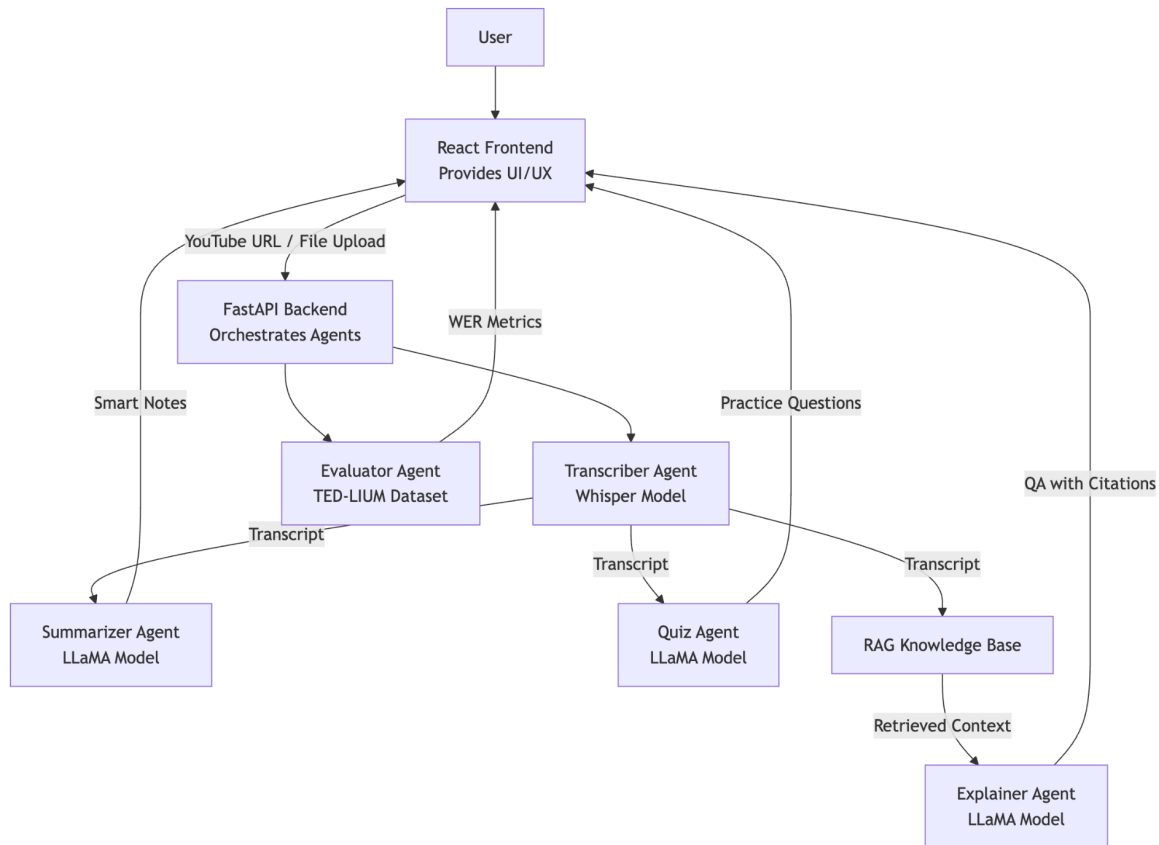 User
React Frontend
Provides UI/UX
YouTube URL / File Upload
FastAPI Backend
Orchestrates Agents
WER Metrics
Smart Notes
Practice Questions
Evaluator Agent
TED-LIUM Dataset
Transcriber Agent
Whisper Model
QA with Citations
Transcript
Transcript
Transcript
Summarizer Agent
LLaMA Model
Quiz Agent
LLaMA Model
RAG Knowledge Base
Retrieved Context
Explainer Agent
LLaMA Model